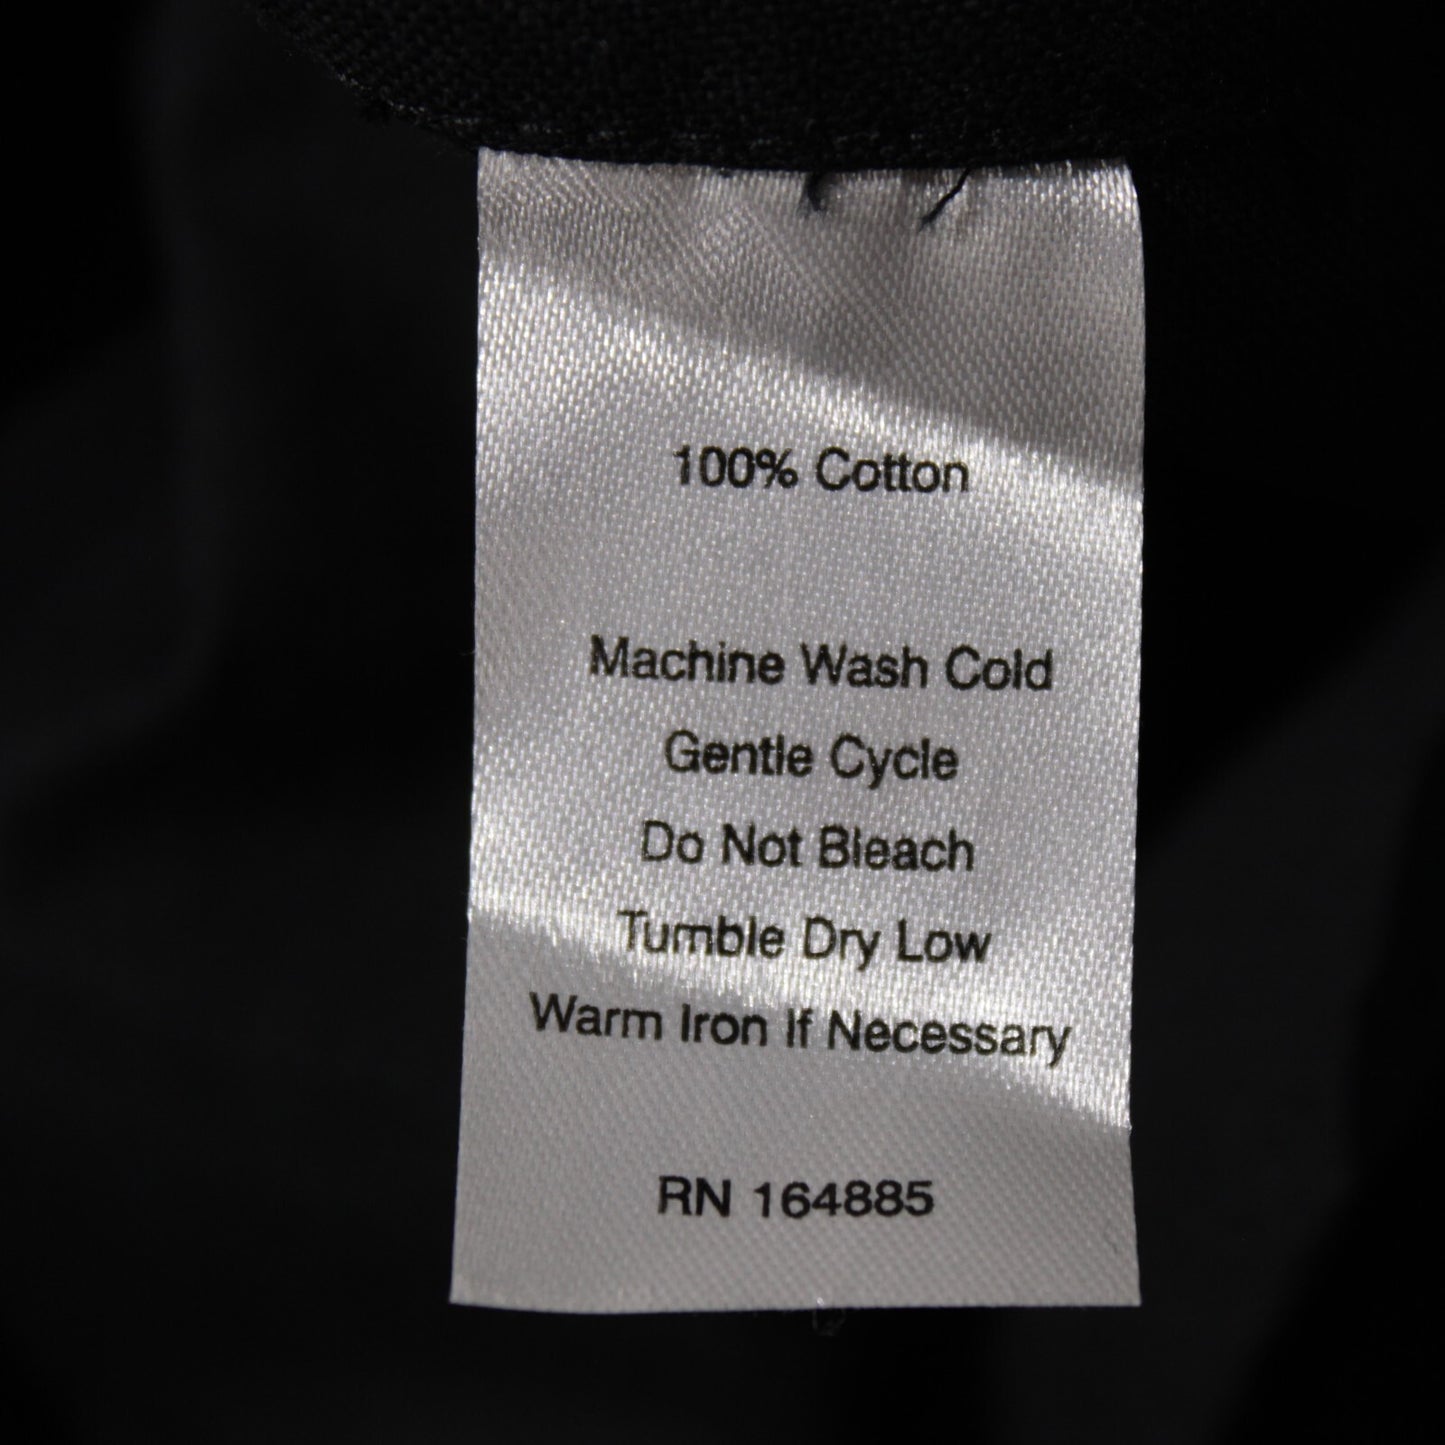 100% Cotton
Machine Wash Cold
Gentle Cycle
Do Not Bleach
Tumble Dry Low
Warm Iron If Necessary
RN 164885